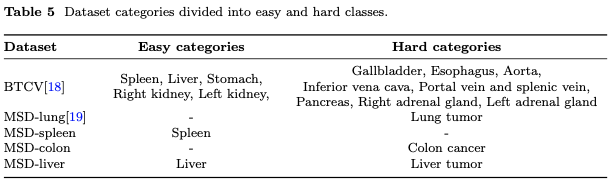 Table 5 Dataset categories divided into easy and hard classes.
Dataset Easy categories Hard categories
BTCV[18] Spleen, Liver, Stomach, Right kidney, Left kidney, Gallbladder, Esophagus, Aorta, Inferior vena cava, Portal vein and splenic vein, Pancreas, Right adrenal gland, Left adrenal gland
MSD-lung[19] - Lung tumor
MSD-spleen Spleen -
MSD-colon - Colon cancer
MSD-liver Liver Liver tumor